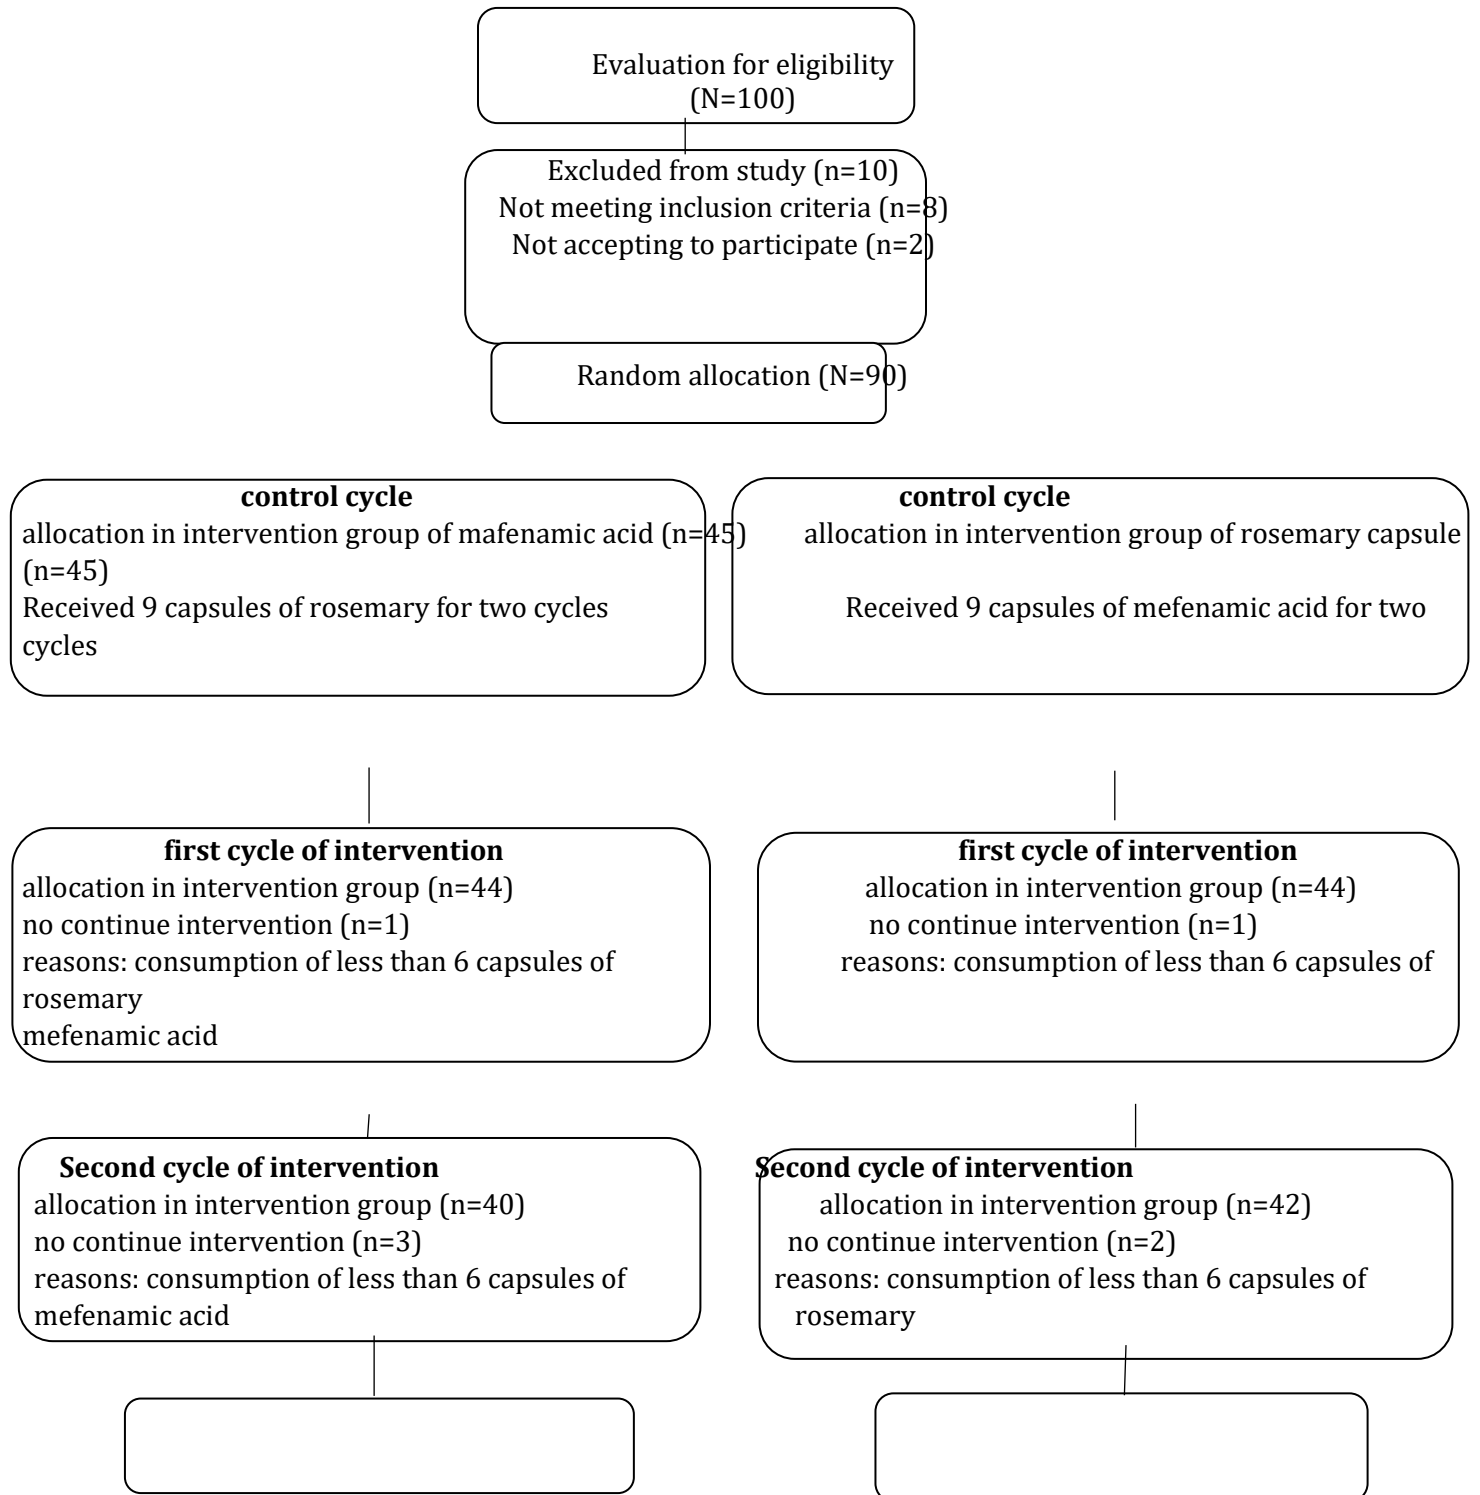 Evaluation for eligibility
(N=100)
Excluded from study (n=10)
Not meeting inclusion criteria (n=8)
Not accepting to participate (n=2)
Random allocation (N=90)
control cycle
allocation in intervention group of mafenamic acid (n=45)
(n=45)
Received 9 capsules of rosemary for two cycles
cycles
control cycle
allocation in intervention group of rosemary capsule
Received 9 capsules of mefenamic acid for two
first cycle of intervention
allocation in intervention group (n=44)
no continue intervention (n=1)
reasons: consumption of less than 6 capsules of
rosemary
mefenamic acid
first cycle of intervention
allocation in intervention group (n=44)
no continue intervention (n=1)
reasons: consumption of less than 6 capsules of
Second cycle of intervention
allocation in intervention group (n=40)
no continue intervention (n=3)
reasons: consumption of less than 6 capsules of
mefenamic acid
Second cycle of intervention
allocation in intervention group (n=42)
no continue intervention (n=2)
reasons: consumption of less than 6 capsules of
rosemary